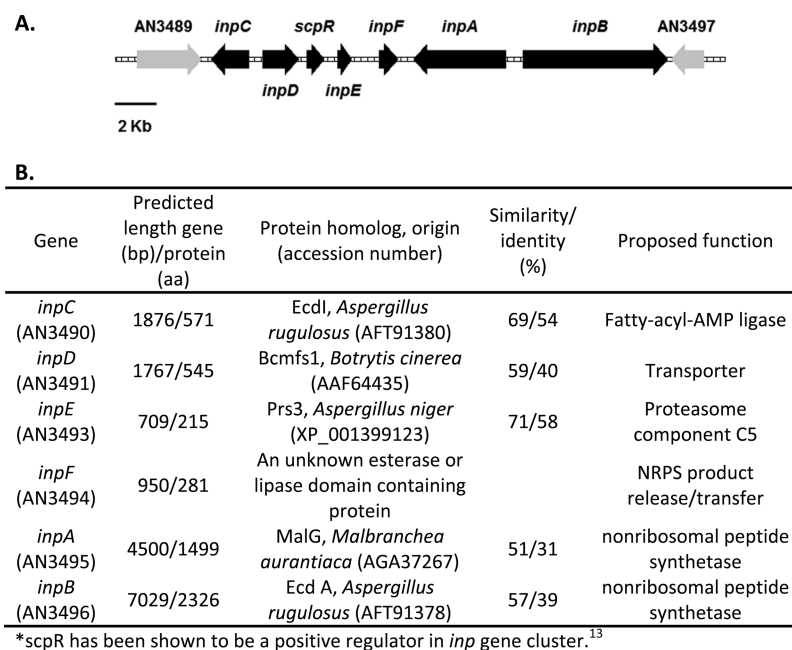 A.
AN3489 inpC scpR inpF inpA inpB AN3497
inpD inpE
2 Kb
B.
Gene Predicted length gene (bp)/protein (aa) Protein homolog, origin (accession number) Similarity/ identity (%) Proposed function
inpC (AN3490) 1876/571 EcdI, Aspergillus rugulosus (AFT91380) 69/54 Fatty-acyl-AMP ligase
inpD (AN3491) 1767/545 Bcmfs1, Botrytis cinerea (AAF64435) 59/40 Transporter
inpE (AN3493) 709/215 Prs3, Aspergillus niger (XP_001399123) 71/58 Proteasome component C5
inpF (AN3494) 950/281 An unknown esterase or lipase domain containing protein NRPS product release/transfer
inpA (AN3495) 4500/1499 MalG, Malbranchea aurantiaca (AGA37267) 51/31 nonribosomal peptide synthetase
inpB (AN3496) 7029/2326 Ecd A, Aspergillus rugulosus (AFT91378) 57/39 nonribosomal peptide synthetase
*scpR has been shown to be a positive regulator in inp gene cluster.13